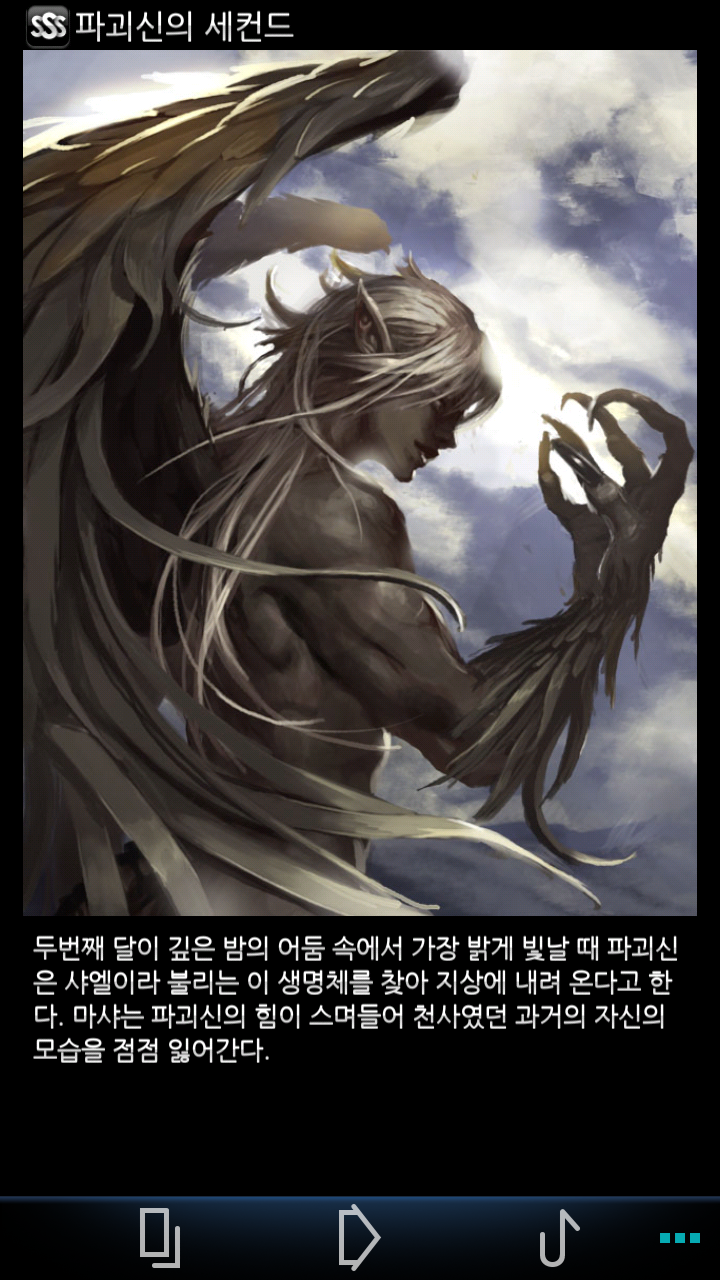 SSS 파괴신의 세컨드
두번째 달이 깊은 밤의 어둠 속에서 가장 밝게 빛날 때 파괴신
은 샤엘이라 불리는 이 생명체를 찾아 지상에 내려 온다고 한
다. 마샤는 파괴신의 힘이 스며들어 천사였던 과거의 자신의
모습을 점점 잃어간다.